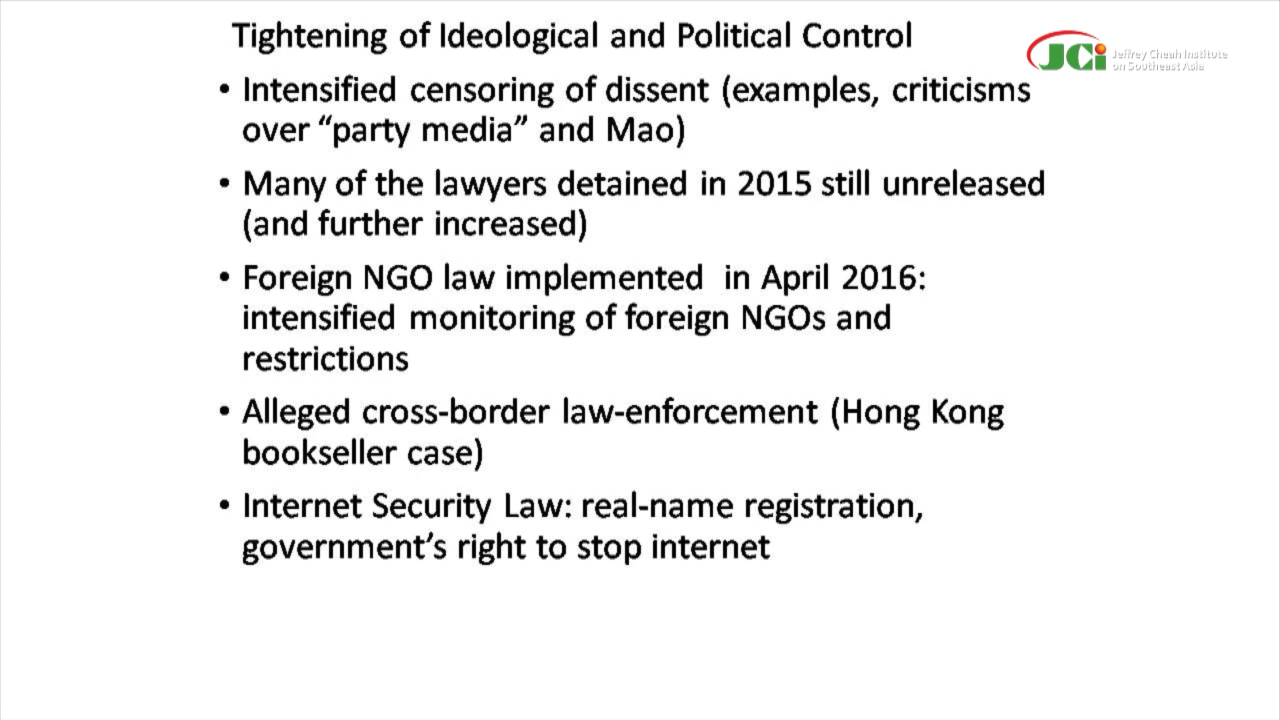 Tightening of Ideological and Political Control
JCi Jeffrey Cheah Institute
on Southeast Asia
• Intensified censoring of dissent (examples, criticisms
over “party media” and Mao)
• Many of the lawyers detained in 2015 still unreleased
(and further increased)
• Foreign NGO law implemented in April 2016:
intensified monitoring of foreign NGOs and
restrictions
• Alleged cross-border law-enforcement (Hong Kong
bookseller case)
• Internet Security Law: real-name registration,
government’s right to stop internet